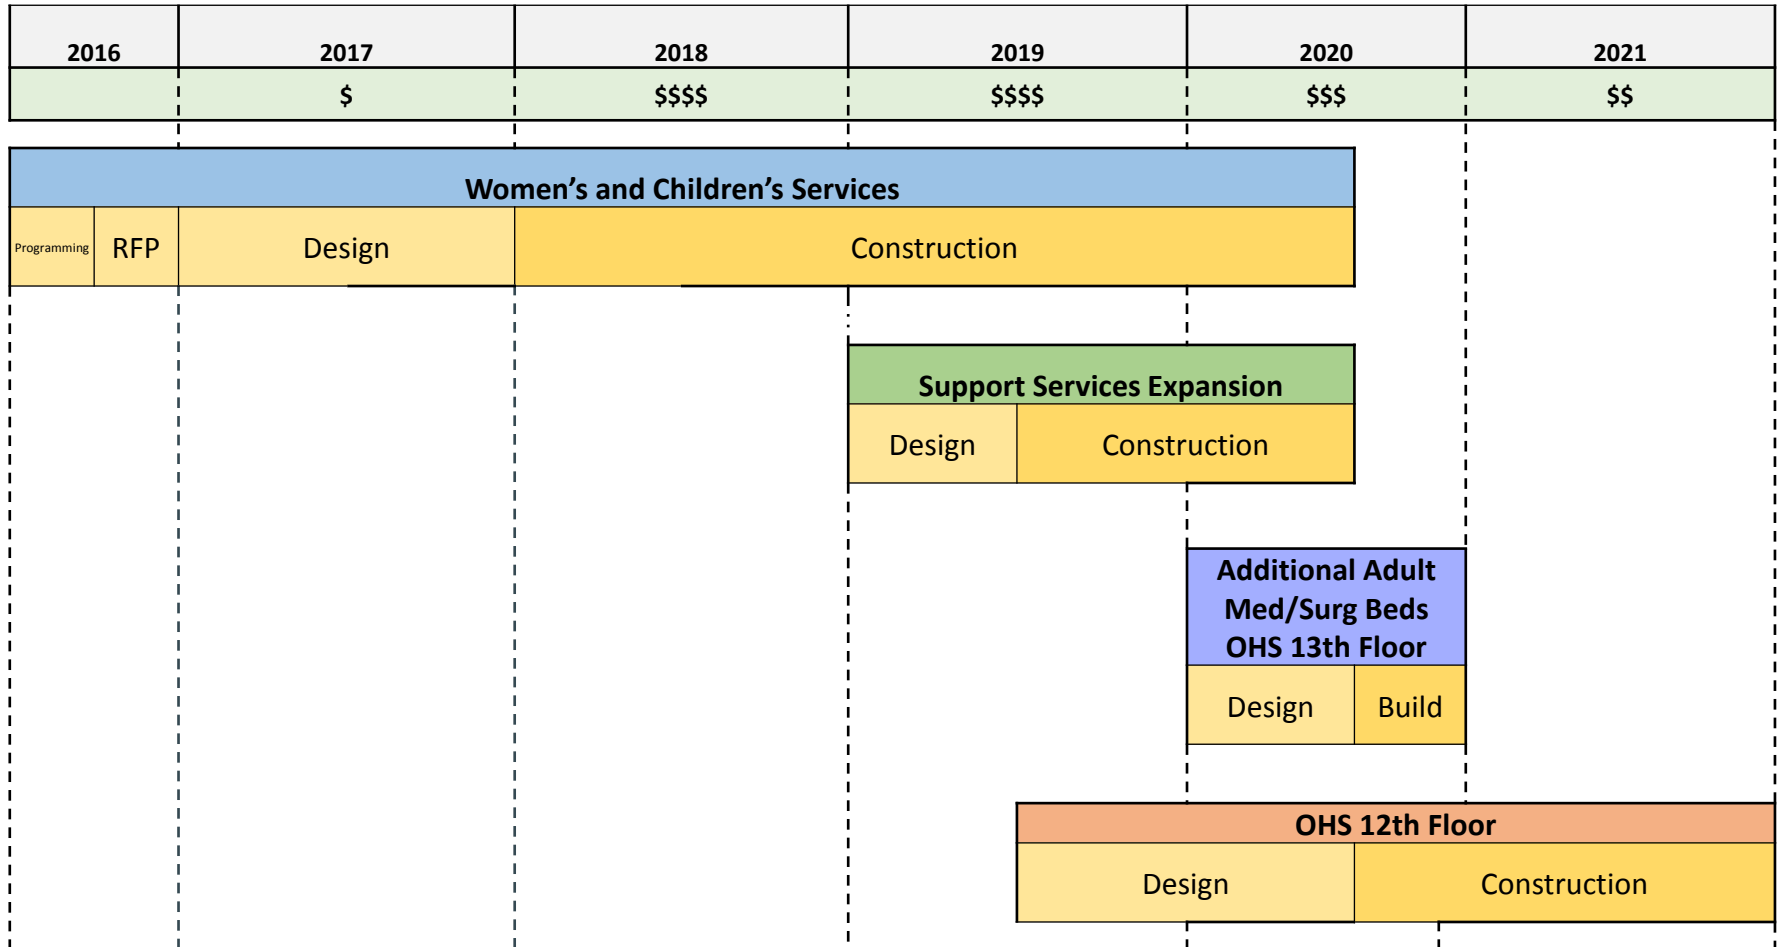 2016 2017 2018 2019 2020 2021
$ $$$$ $$$$ $$$ $$
Women’s and Children’s Services
Programming RFP Design Construction
Support Services Expansion
Design Construction
Additional Adult
Med/Surg Beds
OHS 13th Floor
Design Build
OHS 12th Floor
Design Construction